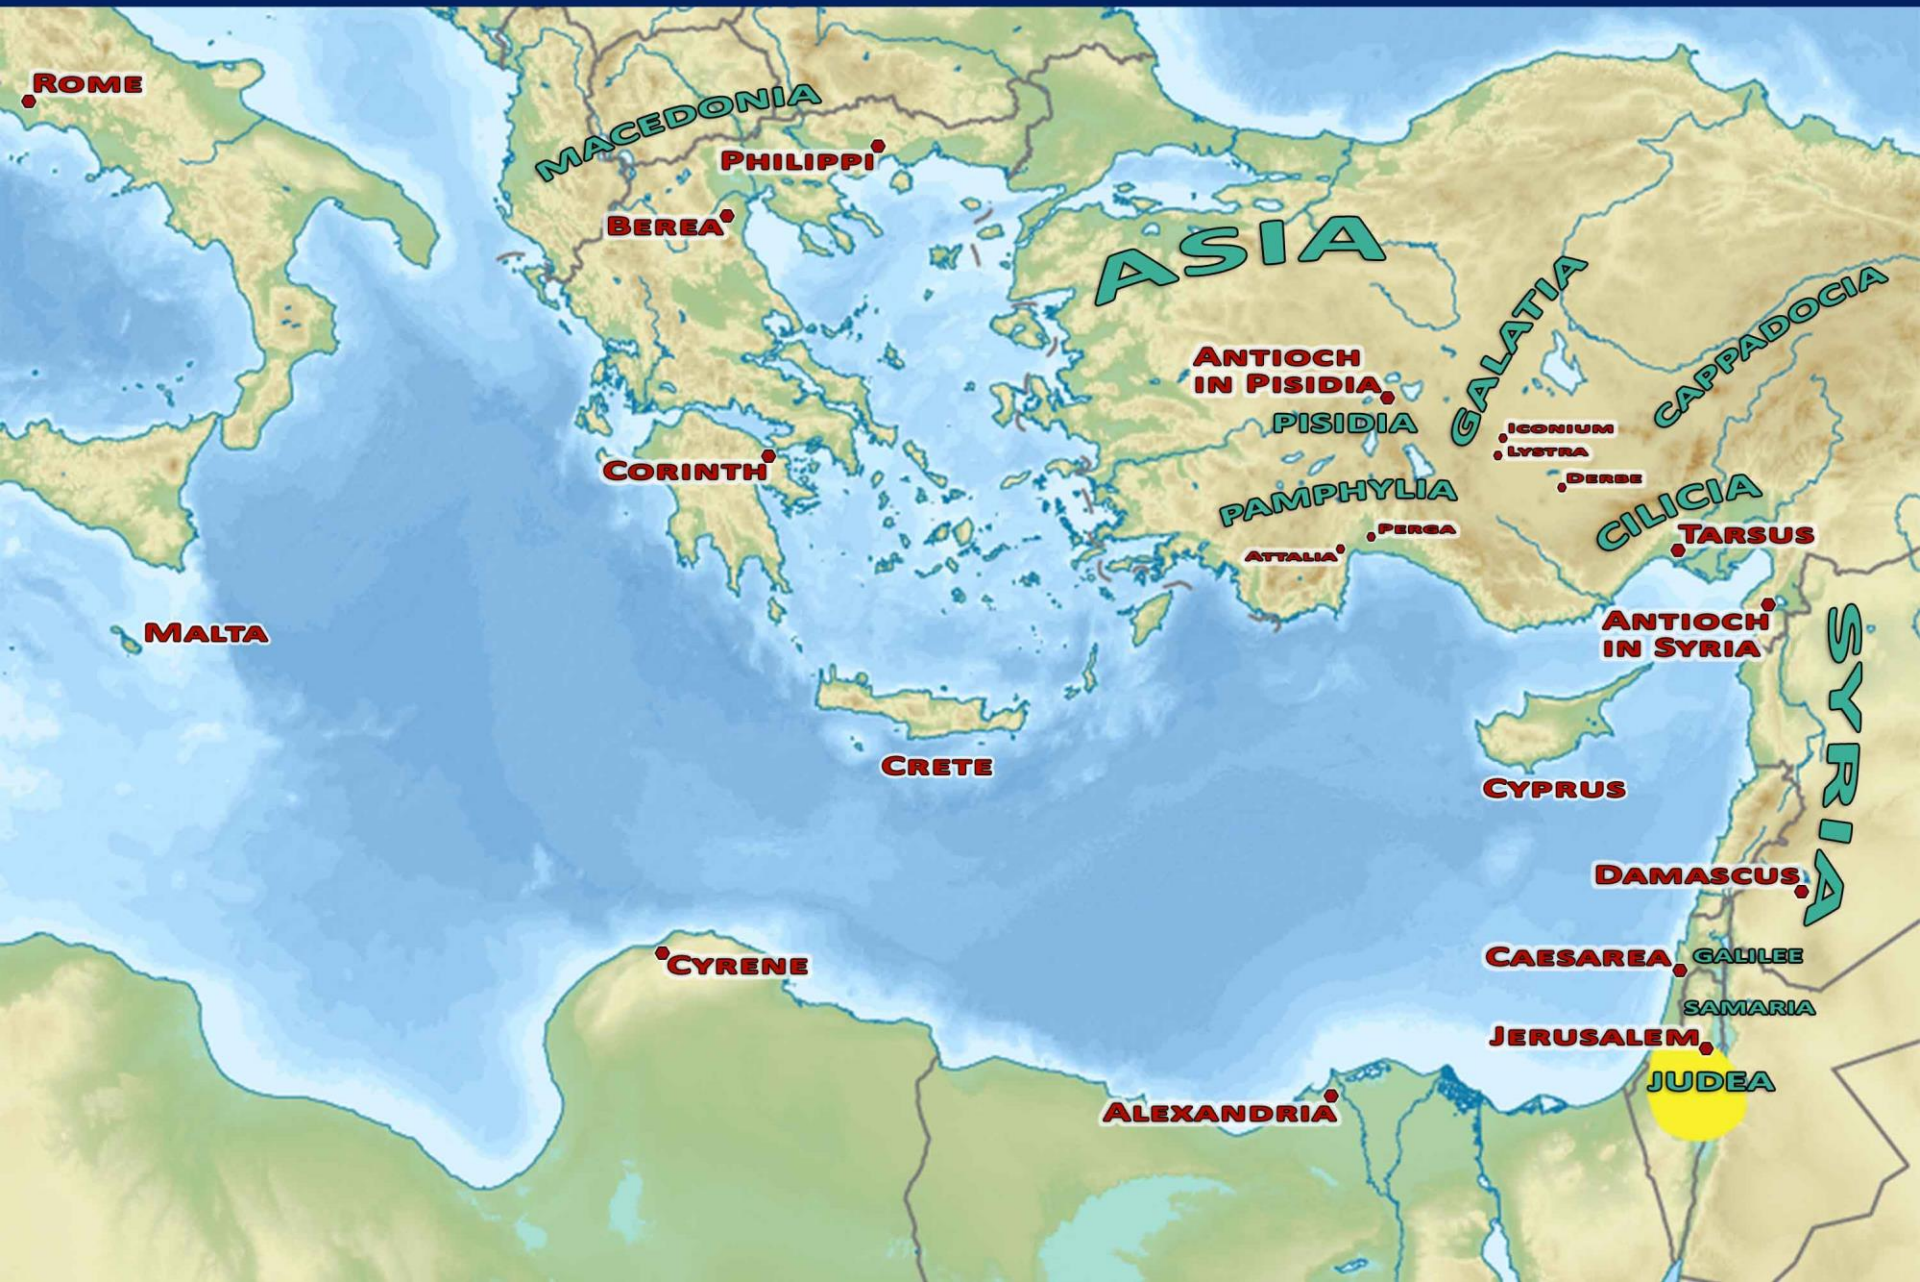 ROME
MACEDONIA
PHILIPPI
BEREA
ASIA
GALATIA
CAPPADOCIA
ANTIOCH
IN PISIDIA
PISIDIA
ICONIUM
LYSTRA
DERBE
CORINTH
PAMPHYLIA
CILICIA
PERGA
ATTALIA
TARSUS
MALTA
ANTIOCH
IN SYRIA
SYRIA
CRETE
CYPRUS
DAMASCUS
CYRENE
CAESAREA
GALILEE
SAMARIA
JERUSALEM
JUDEA
ALEXANDRIA